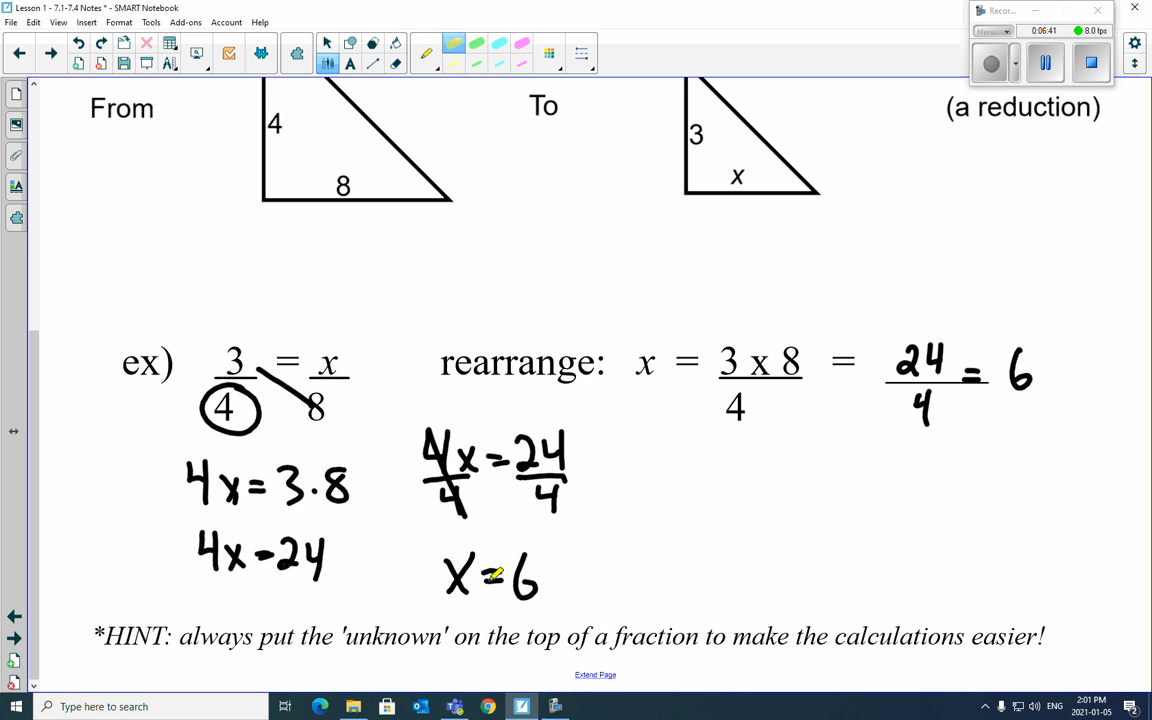 Lesson 1 - 7.1-7.4 Notes * - SMART Notebook
File Edit View Insert Format Tools Add-ons Account Help
Recor...
Menu
0:06:41
8.0 fps
From
4
8
To
3
x
(a reduction)
ex) 3/4 = x/8 rearrange: x = 3 x 8/4 = 24/4 = 6
4x = 3·8
4x = 24
4x/4 = 24/4
x = 6
*HINT: always put the 'unknown' on the top of a fraction to make the calculations easier!
Extend Page
Type here to search
ENG
2:01 PM
2021-01-05
2